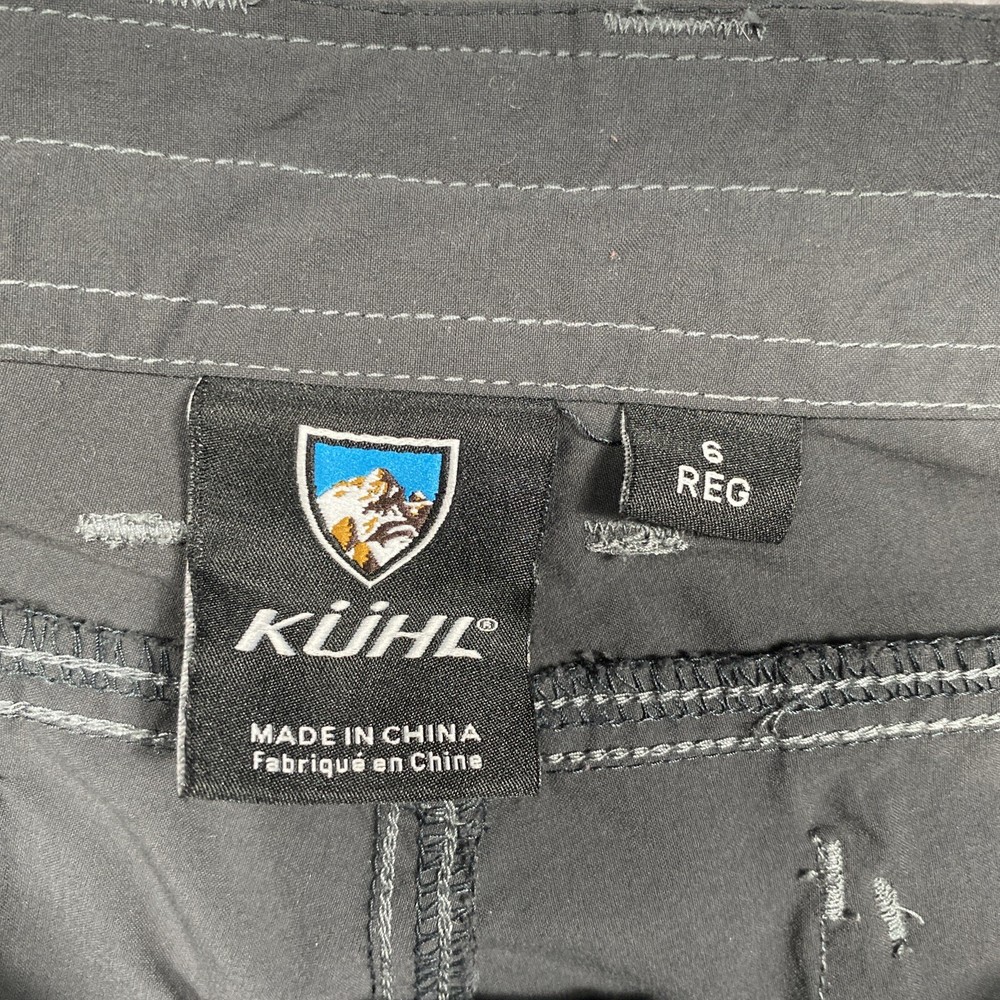 KÜHL®
MADE IN CHINA
Fabriqué en Chine
6
REG